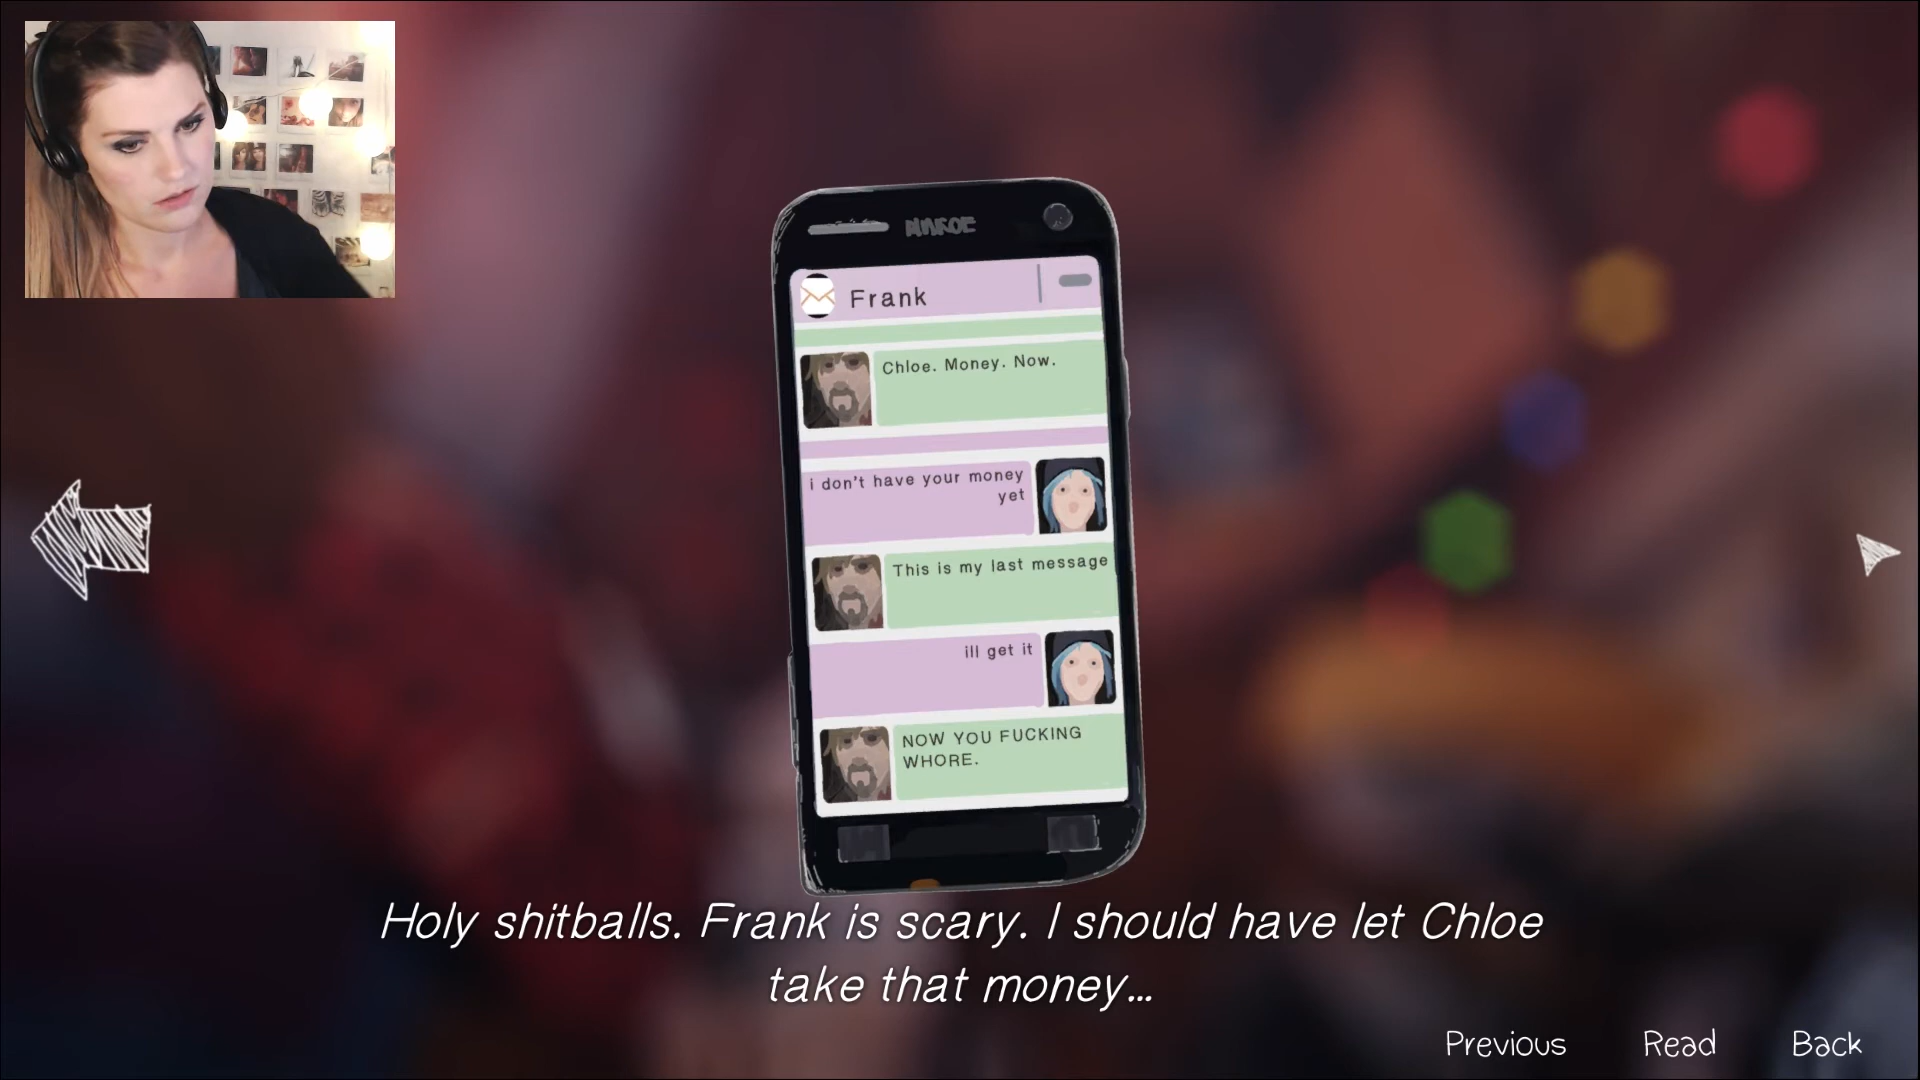 Frank
Chloe. Money. Now.
i don't have your money
yet
This is my last message
ill get it
NOW YOU FUCKING
WHORE.
Holy shitballs. Frank is scary. I should have let Chloe
take that money...
Previous Read Back